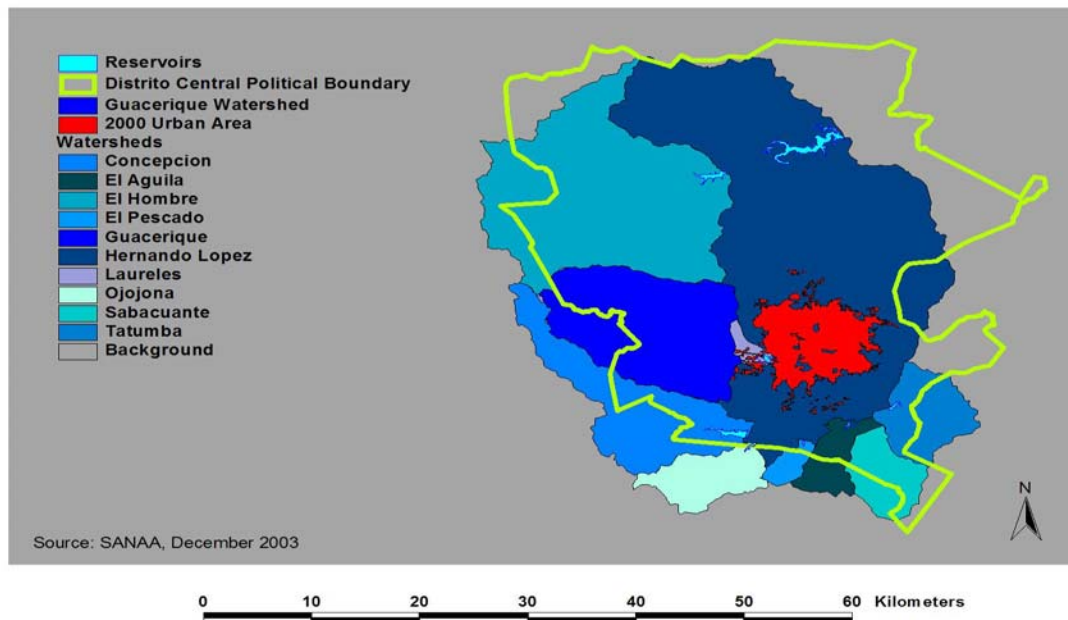 Reservoirs
Distrito Central Political Boundary
Guacerique Watershed
2000 Urban Area
Watersheds
Concepcion
El Aguila
El Hombre
El Pescado
Guacerique
Hernando Lopez
Laureles
Ojojona
Sabacuante
Tatumba
Background
N
Source: SANAA, December 2003
0 10 20 30 40 50 60 Kilometers